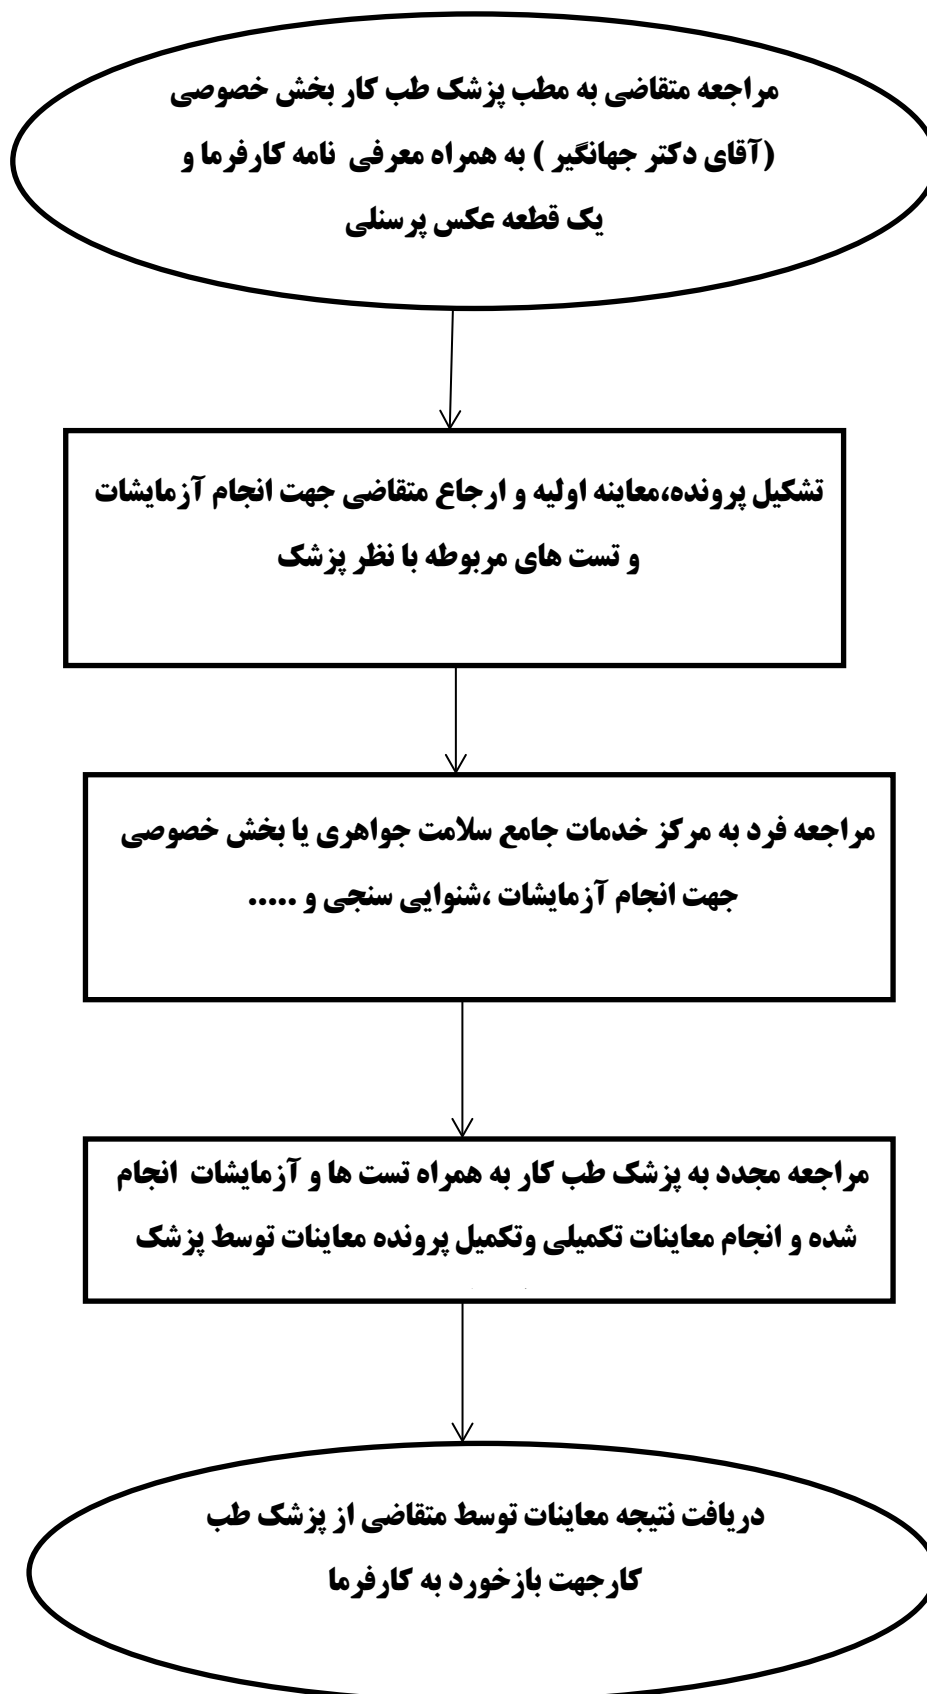 مراجعه متقاضی به مطب پزشک طب کار بخش خصوصی
(آقای دکتر جهانگیر ) به همراه معرفی نامه کارفرما و
یک قطعه عکس پرسنلی
تشکیل پرونده،معاینه اولیه و ارجاع متقاضی جهت انجام آزمایشات
و تست های مربوطه با نظر پزشک
مراجعه فرد به مرکز خدمات جامع سلامت جواهری یا بخش خصوصی
جهت انجام آزمایشات ،شنوایی سنجی و .....
مراجعه مجدد به پزشک طب کار به همراه تست ها و آزمایشات انجام
شده و انجام معاینات تکمیلی وتکمیل پرونده معاینات توسط پزشک
دریافت نتیجه معاینات توسط متقاضی از پزشک طب
کارجهت بازخورد به کارفرما